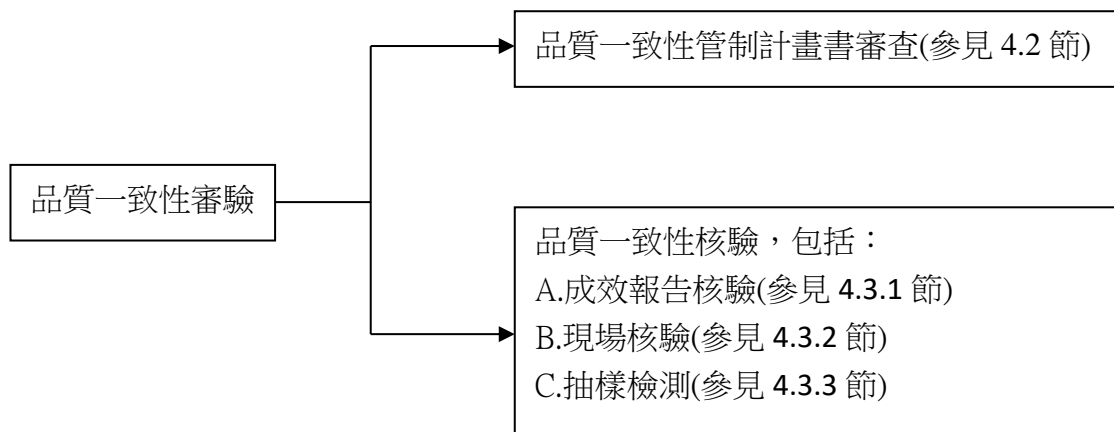 品質一致性管制計畫書審查(參見 4.2 節)
品質一致性審驗
品質一致性核驗，包括：
A.成效報告核驗(參見 4.3.1 節)
B.現場核驗(參見 4.3.2 節)
C.抽樣檢測(參見 4.3.3 節)